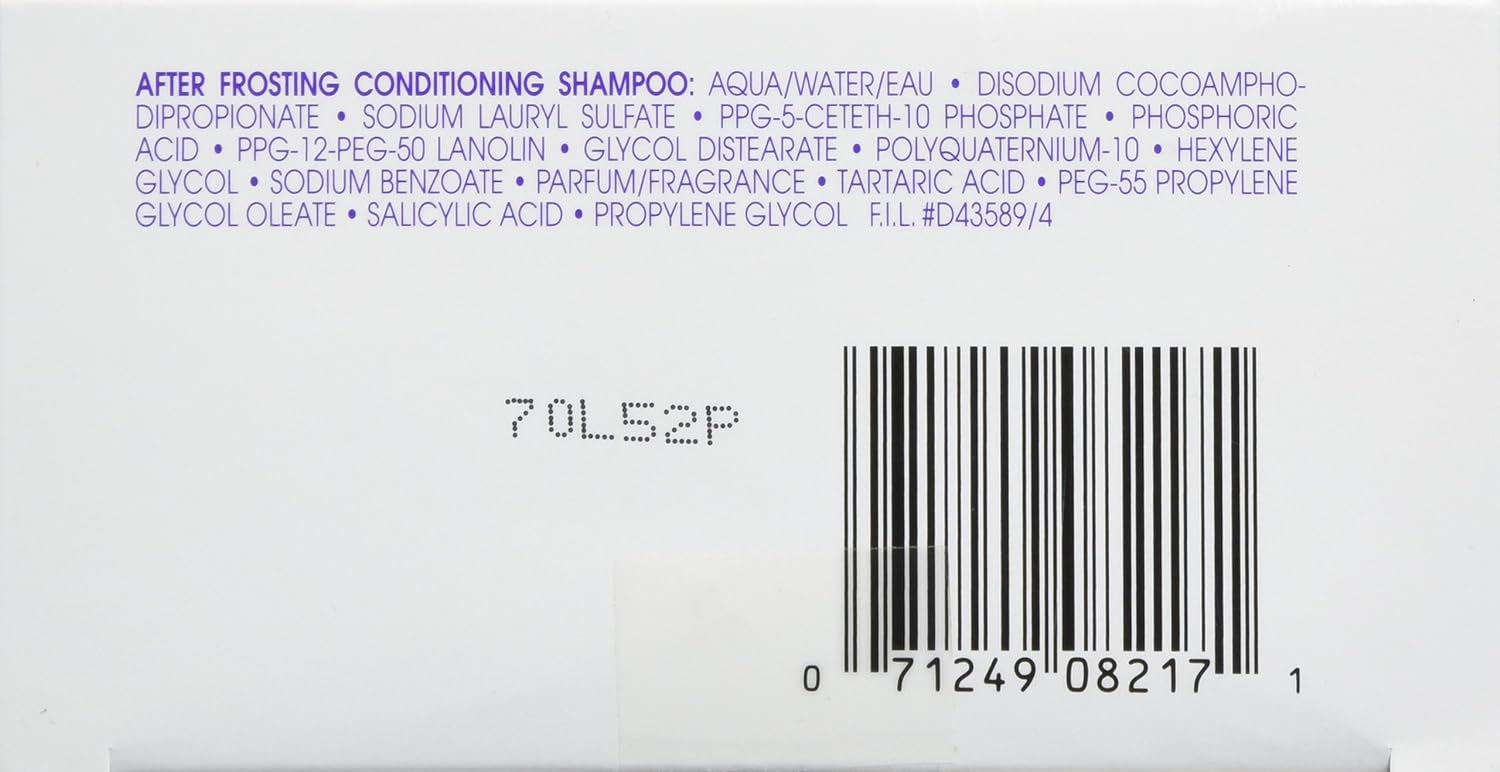 AFTER FROSTING CONDITIONING SHAMPOO: AQUA/WATER/EAU • DISODIUM COCOAMPHO-
DIPROPIONATE • SODIUM LAURYL SULFATE • PPG-5-CETETH-10 PHOSPHATE • PHOSPHORIC
ACID • PPG-12-PEG-50 LANOLIN • GLYCOL DISTEARATE • POLYQUATERNIUM-10 • HEXYLENE
GLYCOL • SODIUM BENZOATE • PARFUM/FRAGRANCE • TARTARIC ACID • PEG-55 PROPYLENE
GLYCOL OLEATE • SALICYLIC ACID • PROPYLENE GLYCOL F.I.L. #D43589/4
70L52P
0 71249 08217 1